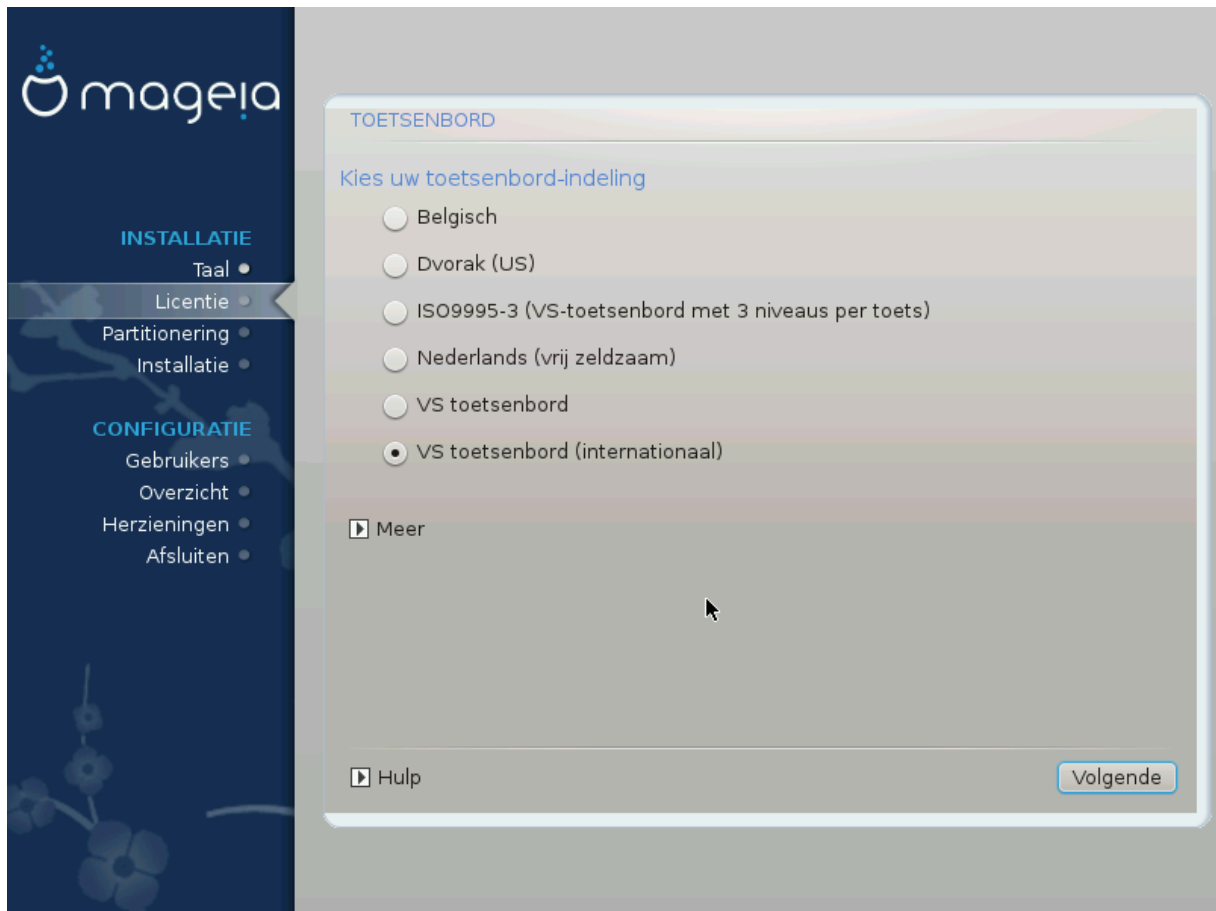 mageia
INSTALLATIE
Taal
Licentie
Partitionering
Installatie
CONFIGURATIE
Gebruikers
Overzicht
Herzieningen
Afsluiten
TOETSENBORD
Kies uw toetsenbord-indeling
Belgisch
Dvorak (US)
ISO9995-3 (VS-toetsenbord met 3 niveaus per toets)
Nederlands (vrij zeldzaam)
VS toetsenbord
VS toetsenbord (internationaal)
Meer
Hulp
Volgende